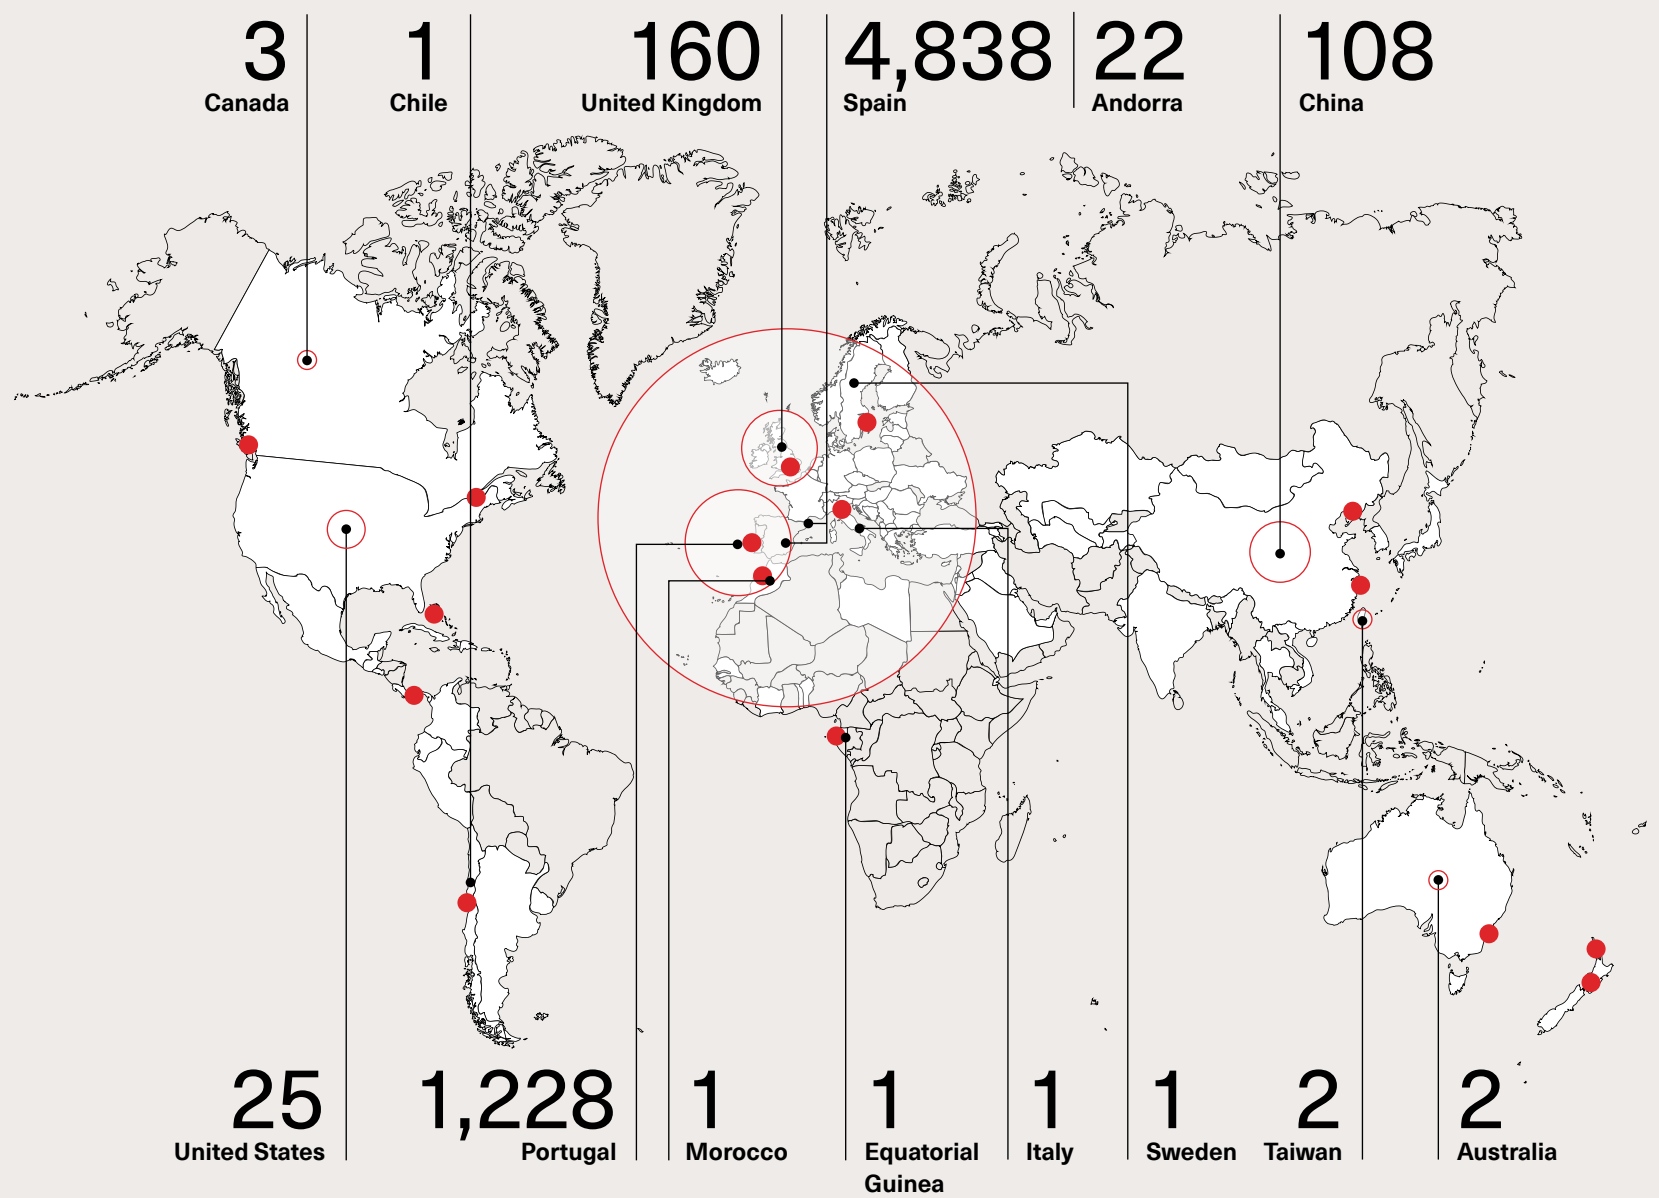 3
Canada
1
Chile
160
United Kingdom
4,838
Spain
22
Andorra
108
China
25
United States
1,228
Portugal
1
Morocco
1
Equatorial
Guinea
1
Italy
1
Sweden
2
Taiwan
2
Australia